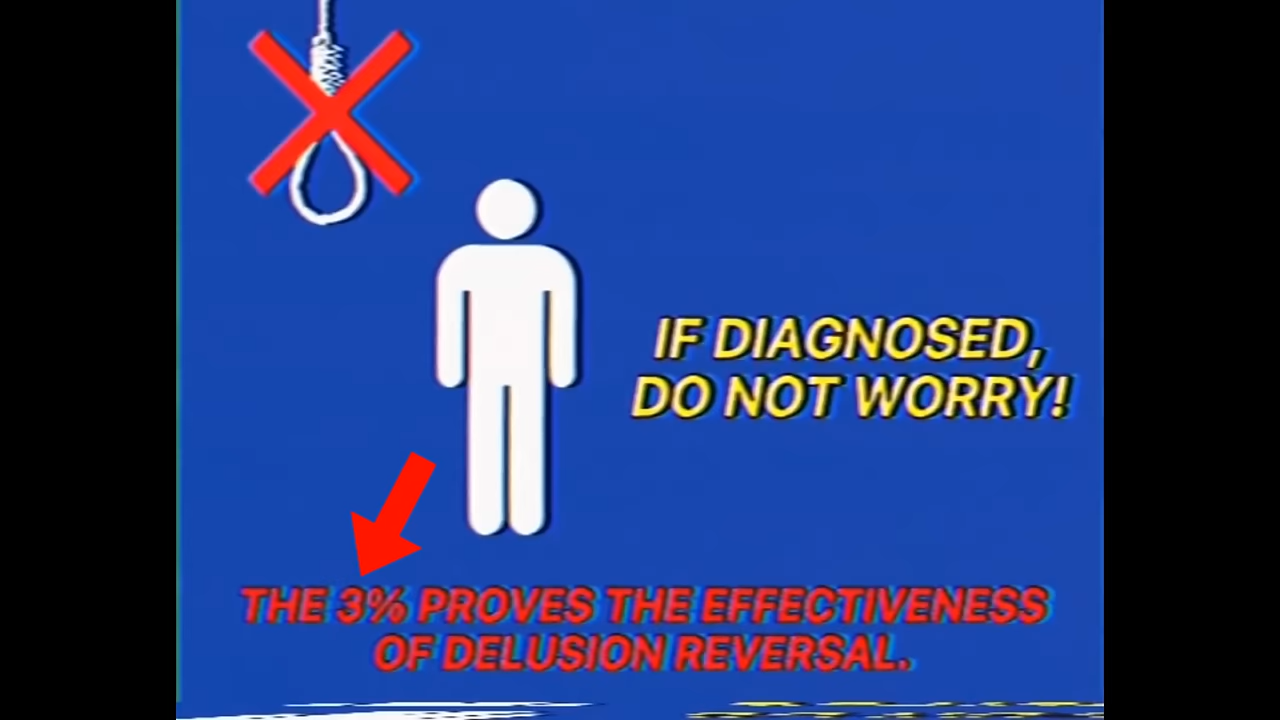 IF DIAGNOSED,
DO NOT WORRY!
THE 3% PROVES THE EFFECTIVENESS
OF DELUSION REVERSAL.